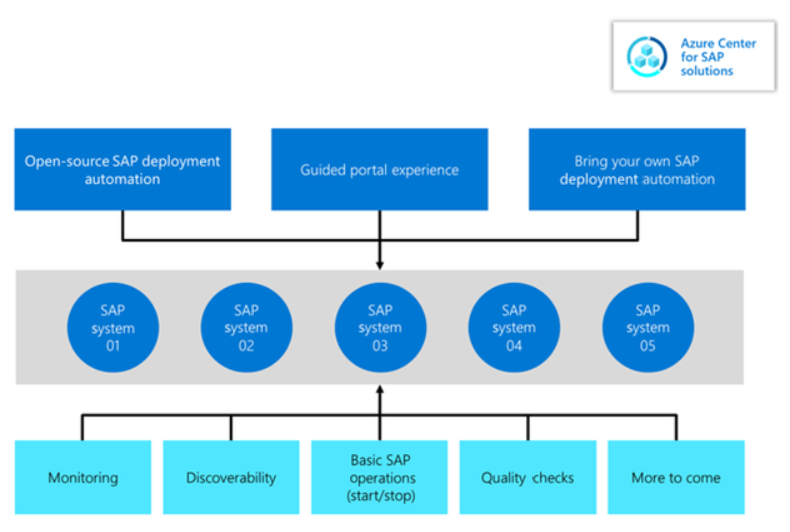 Azure Center
for SAP
solutions
Open-source SAP deployment
automation
Guided portal experience
Bring your own SAP
deployment automation
SAP
system
01
SAP
system
02
SAP
system
03
SAP
system
04
SAP
system
05
Monitoring
Discoverability
Basic SAP
operations
(start/stop)
Quality checks
More to come